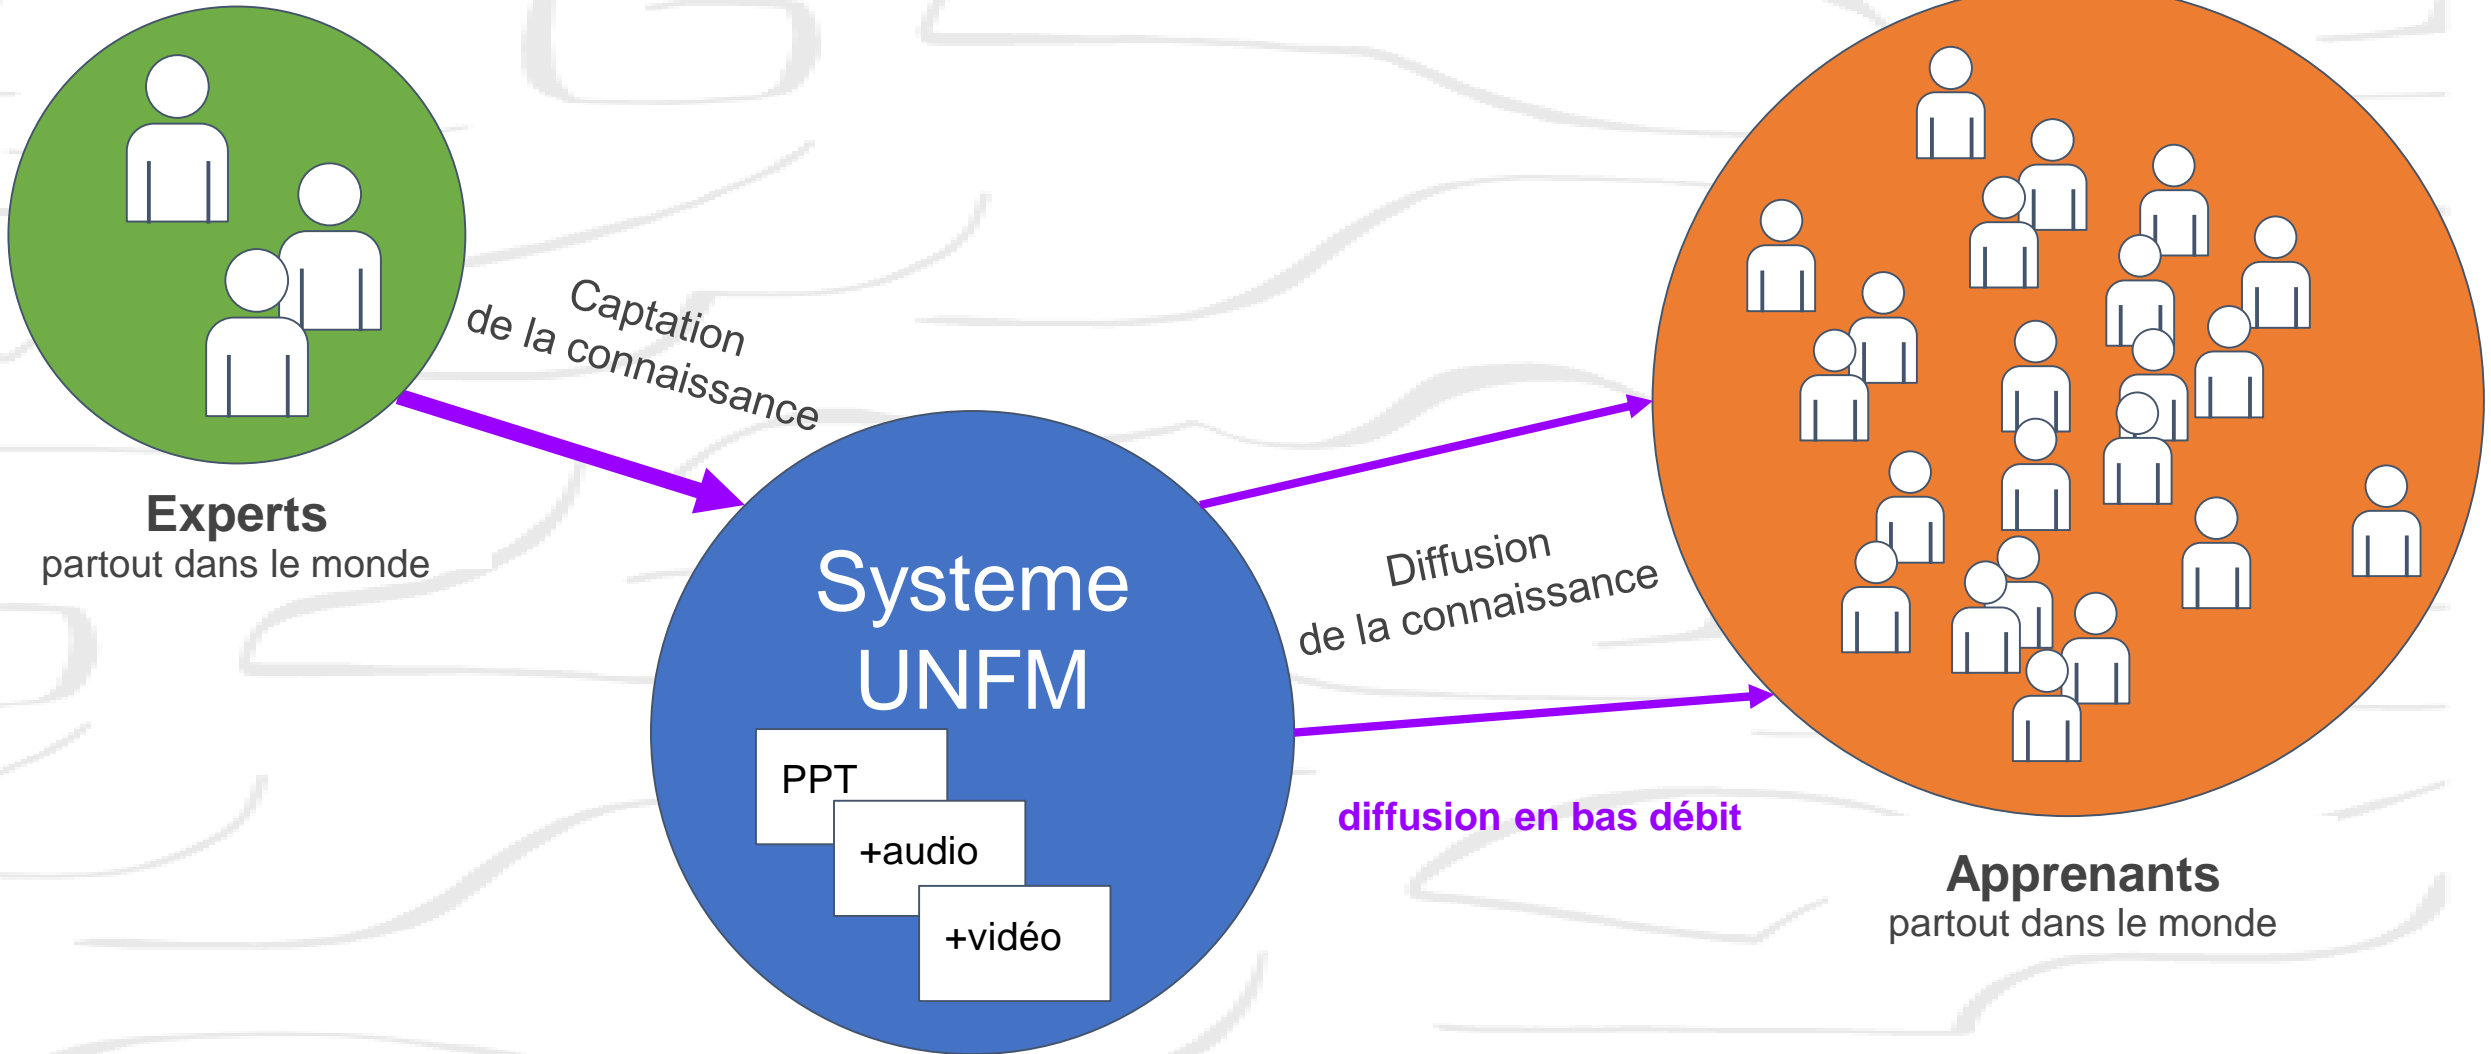 Experts
partout dans le monde
Captation
de la connaissance
Systeme
UNFM
PPT
+audio
+vidéo
Diffusion
de la connaissance
diffusion en bas débit
Apprenants
partout dans le monde